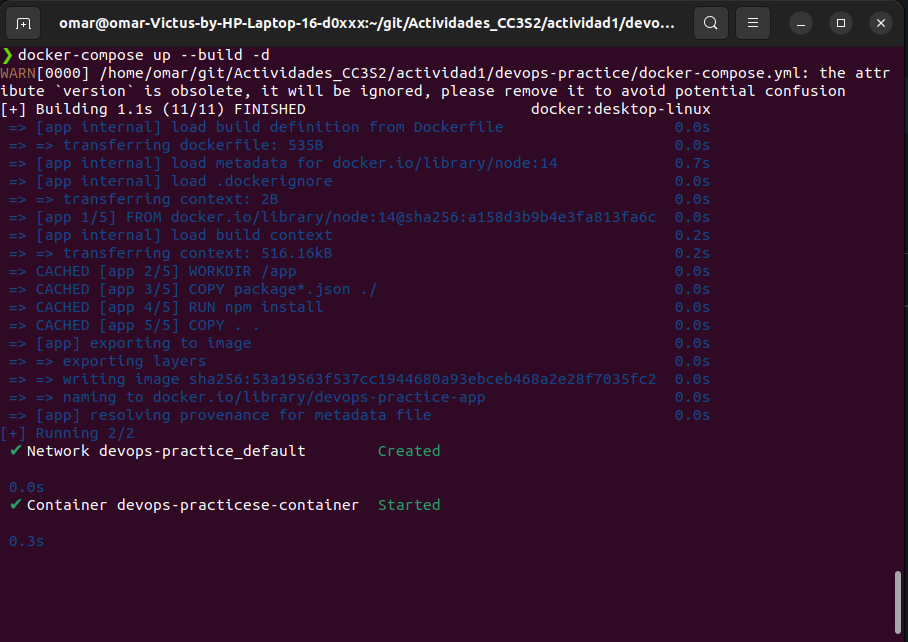 omar@omar-Victus-by-HP-Laptop-16-d0xxx:~/git/Actividades_CC3S2/actividad1/devo...
❯ docker-compose up --build -d
WARN[0000] /home/omar/git/Actividades_CC3S2/actividad1/devops-practice/docker-compose.yml: the attr
ibute `version` is obsolete, it will be ignored, please remove it to avoid potential confusion
[+] Building 1.1s (11/11) FINISHED docker:desktop-linux
=> [app internal] load build definition from Dockerfile 0.0s
=> => transferring dockerfile: 535B 0.0s
=> [app internal] load metadata for docker.io/library/node:14 0.7s
=> [app internal] load .dockerignore 0.0s
=> => transferring context: 2B 0.0s
=> [app 1/5] FROM docker.io/library/node:14@sha256:a158d3b9b4e3fa813fa6c 0.0s
=> [app internal] load build context 0.2s
=> => transferring context: 516.16kB 0.2s
=> CACHED [app 2/5] WORKDIR /app 0.0s
=> CACHED [app 3/5] COPY package*.json ./ 0.0s
=> CACHED [app 4/5] RUN npm install 0.0s
=> CACHED [app 5/5] COPY . . 0.0s
=> [app] exporting to image 0.0s
=> => exporting layers 0.0s
=> => writing image sha256:53a19563f537cc1944680a93ebceb468a2e28f7035fc2 0.0s
=> => naming to docker.io/library/devops-practice-app 0.0s
=> [app] resolving provenance for metadata file 0.0s
[+] Running 2/2
✔ Network devops-practice_default Created
0.0s
✔ Container devops-practicese-container Started
0.3s